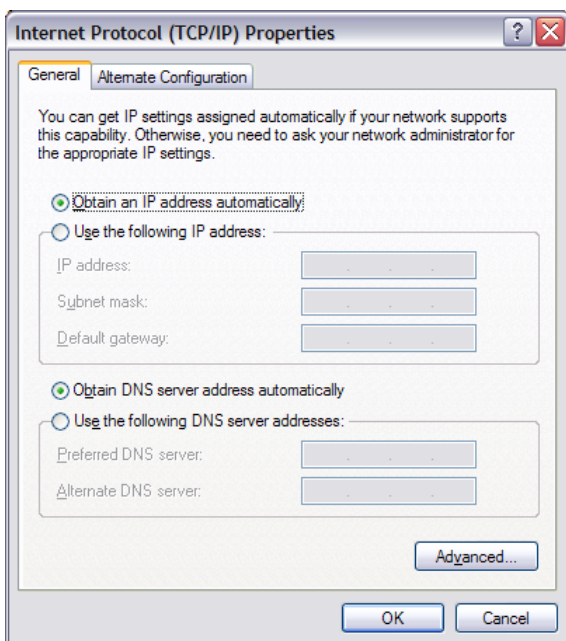 Internet Protocol (TCP/IP) Properties
General Alternate Configuration
You can get IP settings assigned automatically if your network supports
this capability. Otherwise, you need to ask your network administrator for
the appropriate IP settings.
Obtain an IP address automatically
Use the following IP address:
IP address:
Subnet mask:
Default gateway:
Obtain DNS server address automatically
Use the following DNS server addresses:
Preferred DNS server:
Alternate DNS server:
Advanced...
OK Cancel